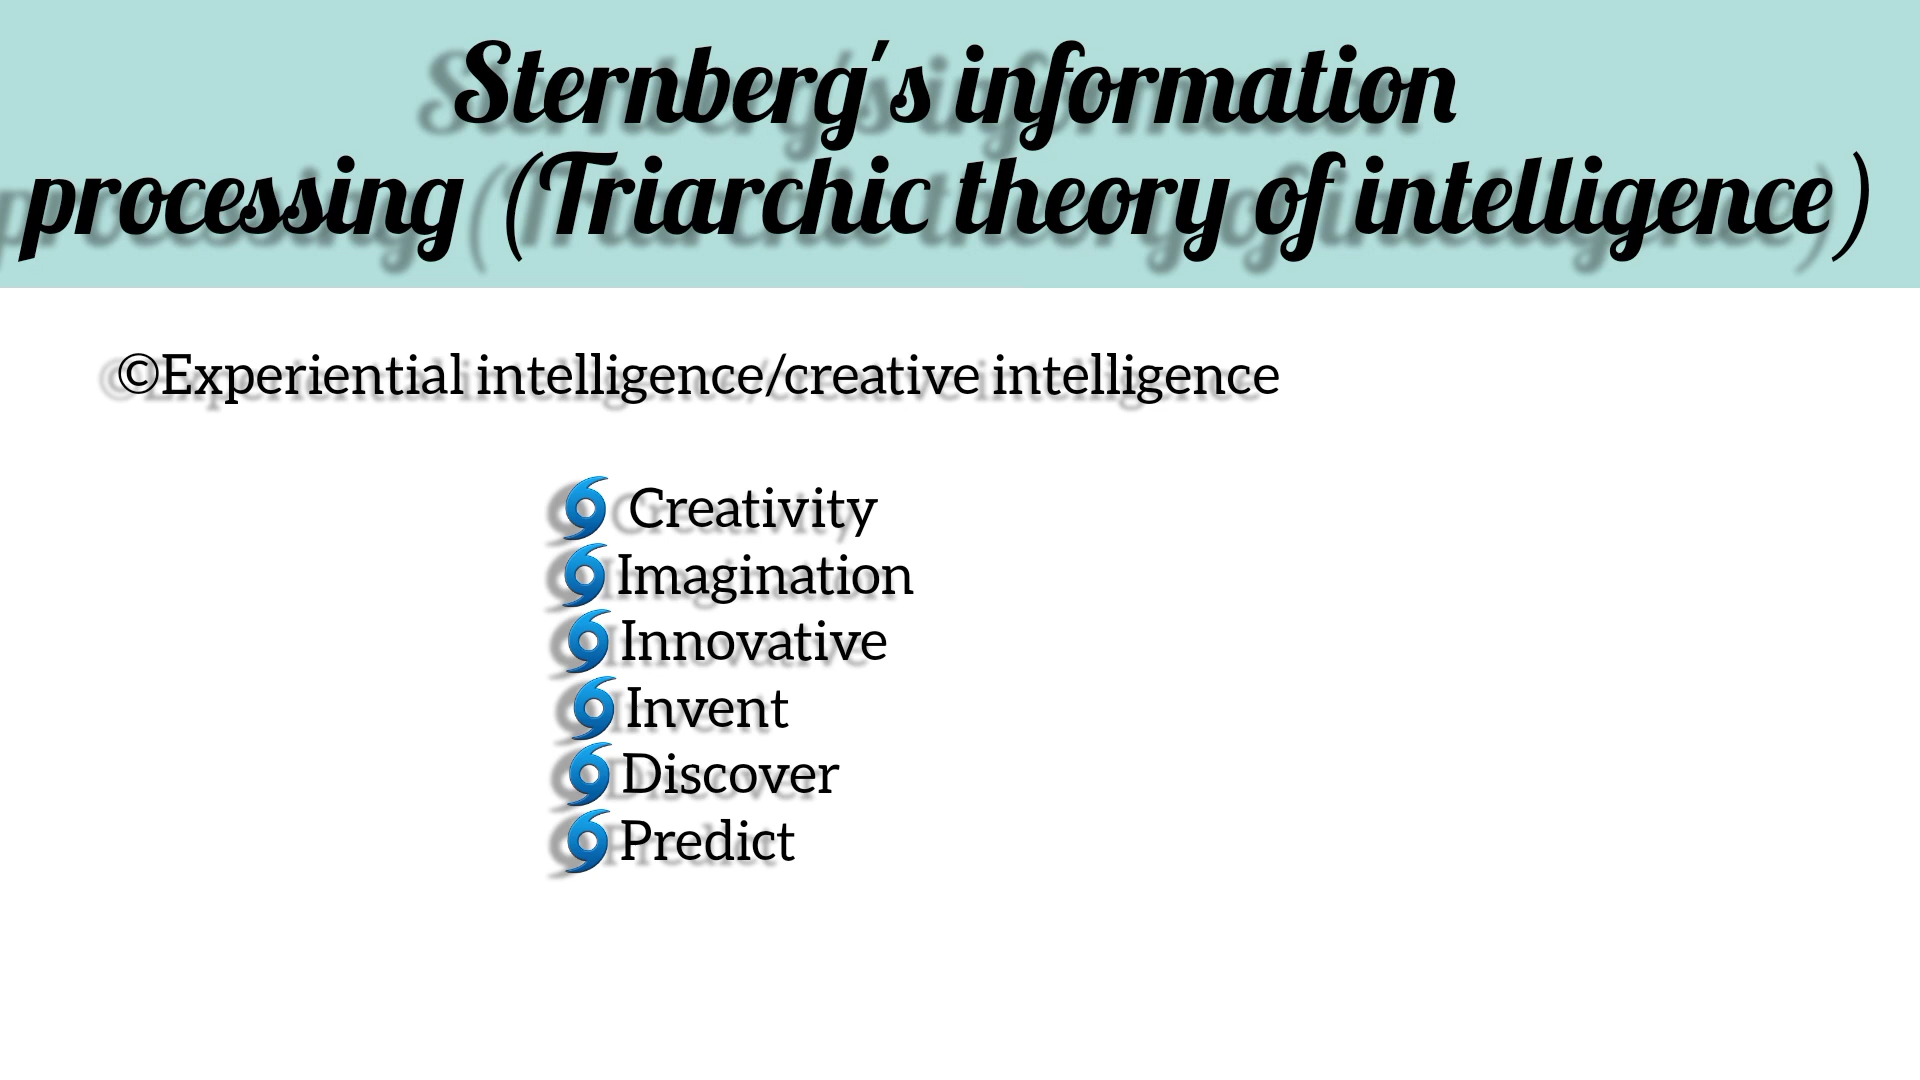 Sternberg's information
processing (Triarchic theory of intelligence)
©Experiential intelligence/creative intelligence
🌀 Creativity
🌀Imagination
🌀Innovative
🌀Invent
🌀Discover
🌀Predict